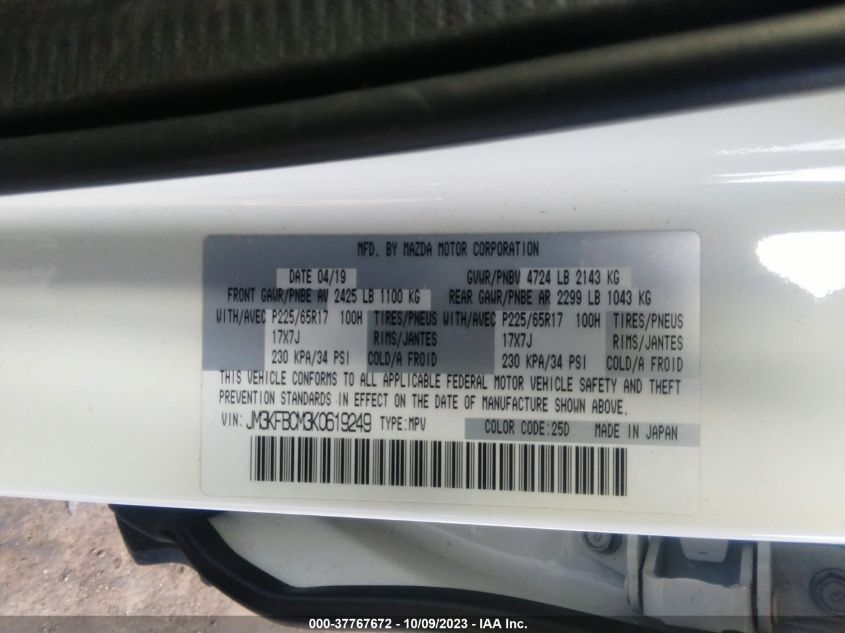 MFD. BY MAZDA MOTOR CORPORATION
DATE 04/19 GVWR/PNBV 4724 LB 2143 KG
FRONT GAWR/PNBE AV 2425 LB 1100 KG REAR GAWR/PNBE AR 2299 LB 1043 KG
WITH/AVEC P225/65R17 100H TIRES/PNEUS WITH/AVEC P225/65R17 100H TIRES/PNEUS
17X7J RIMS/JANTES 17X7J RIMS/JANTES
230 KPA/34 PSI COLD/A FROID 230 KPA/34 PSI COLD/A FROID
THIS VEHICLE CONFORMS TO ALL APPLICABLE FEDERAL MOTOR VEHICLE SAFETY AND THEFT
PREVENTION STANDARDS IN EFFECT ON THE DATE OF MANUFACTURE SHOWN ABOVE.
VIN: JM3KFBCM3K0619249 TYPE:MPV COLOR CODE:25D MADE IN JAPAN
000-37767672 - 10/09/2023 - IAA Inc.